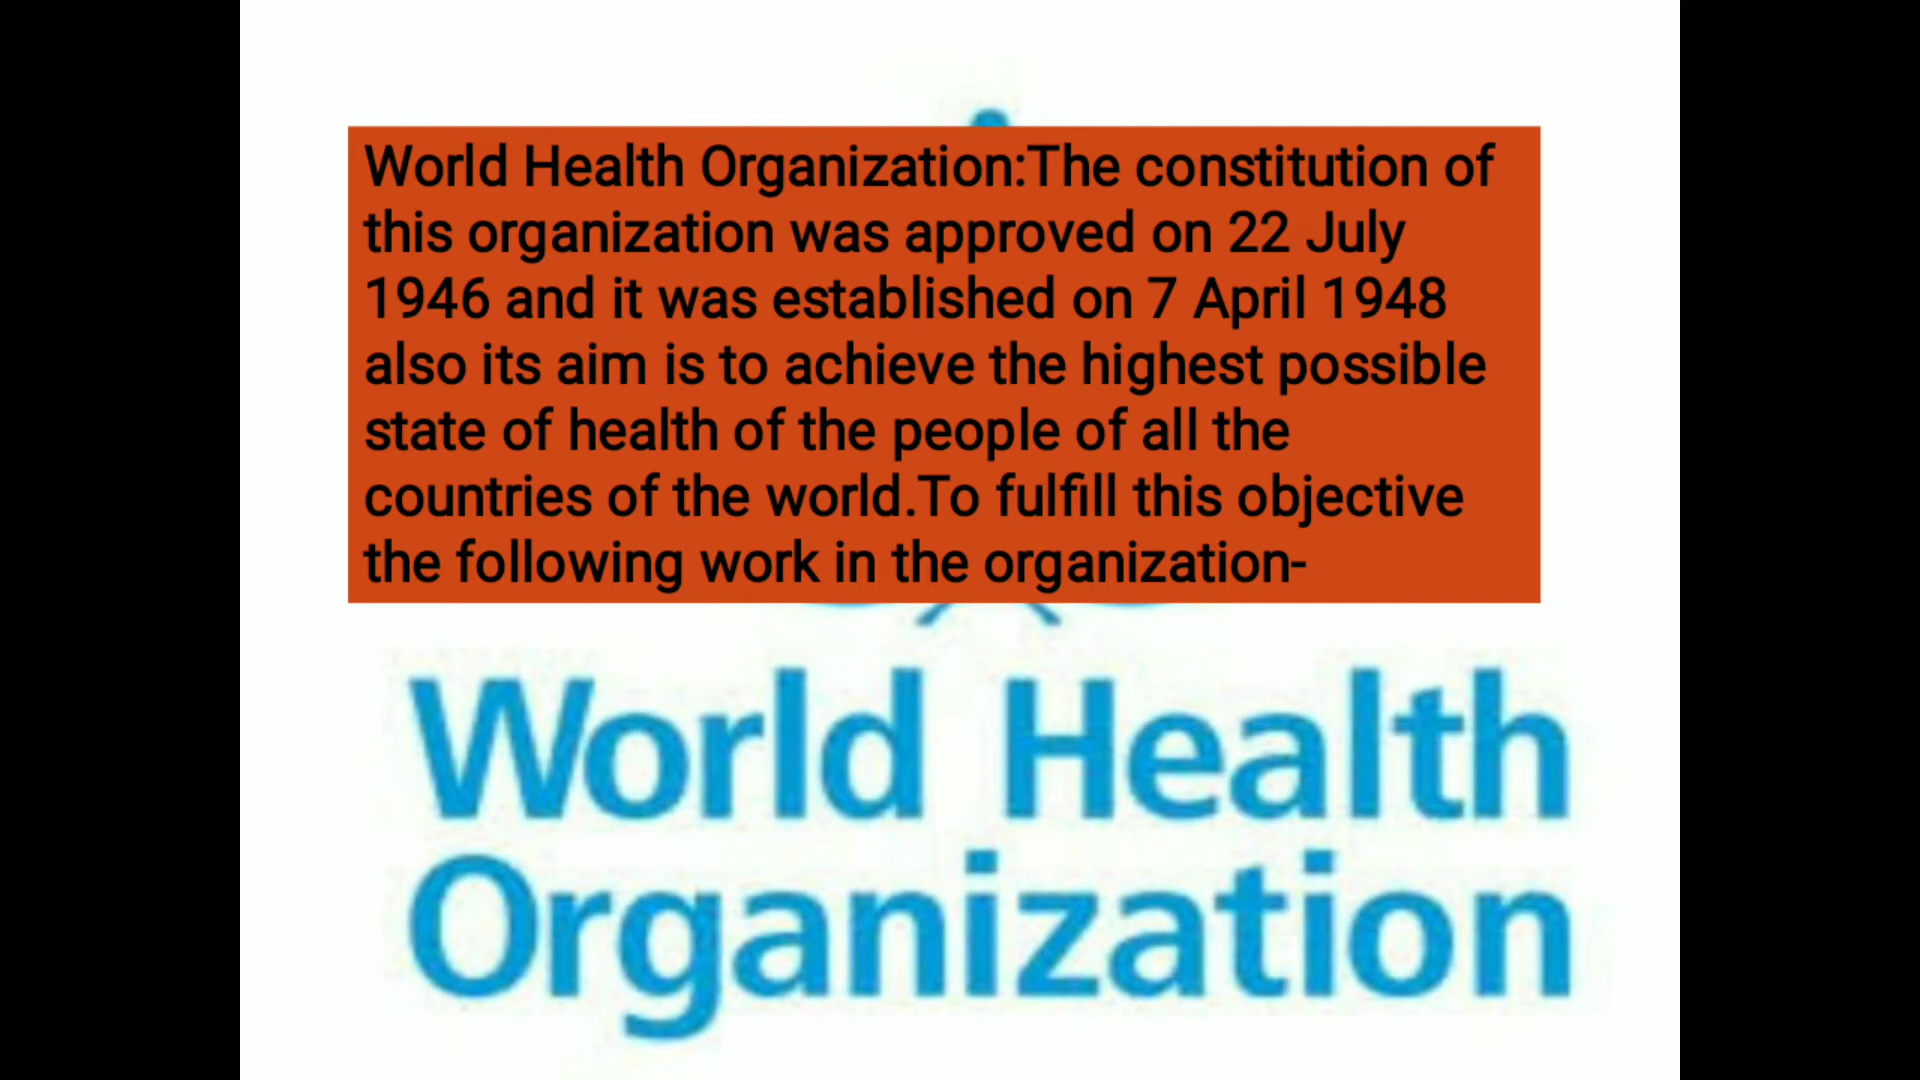 World Health Organization:The constitution of
this organization was approved on 22 July
1946 and it was established on 7 April 1948
also its aim is to achieve the highest possible
state of health of the people of all the
countries of the world.To fulfill this objective
the following work in the organization-
World Health
Organization